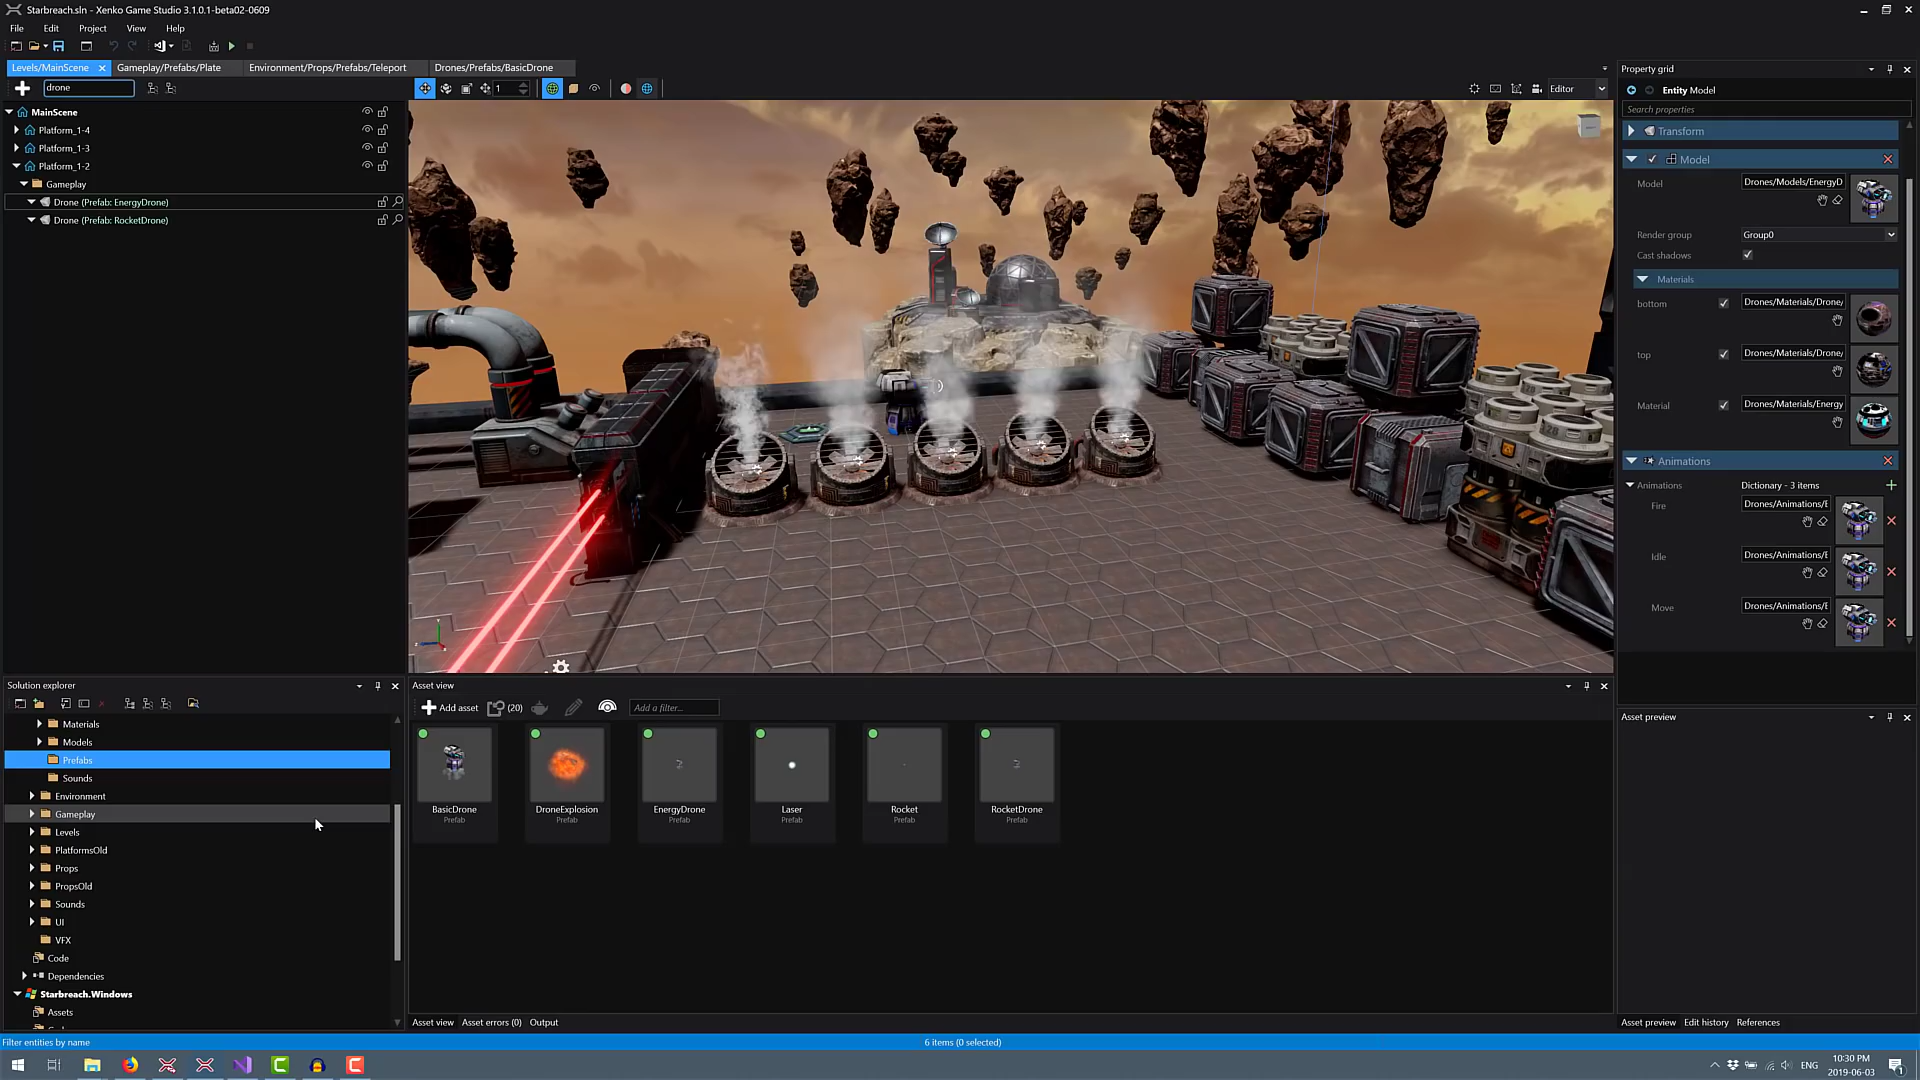 Starbreach.sln - Xenko Game Studio 3.1.0.1-beta02-0609
File Edit Project View Help
Levels/MainScene Gameplay/Prefabs/Plate Environment/Props/Prefabs/Teleport Drones/Prefabs/BasicDrone
drone
1
Editor
MainScene
Platform_1-4
Platform_1-3
Platform_1-2
Gameplay
Drone (Prefab: EnergyDrone)
Drone (Prefab: RocketDrone)
Property grid
Entity Model
Search properties
Transform
Model
Model Drones/Models/EnergyD
Render group Group0
Cast shadows
Materials
bottom Drones/Materials/Drone/
top Drones/Materials/Drone/
Material Drones/Materials/Energy
Animations
Animations Dictionary - 3 items
Fire Drones/Animations/E
Idle Drones/Animations/E
Move Drones/Animations/E
Solution explorer
Materials
Models
Prefabs
Sounds
Environment
Gameplay
Levels
PlatformsOld
Props
PropsOld
Sounds
UI
VFX
Code
Dependencies
Starbreach.Windows
Assets
Asset view
Add asset (20) Add a filter...
BasicDrone DroneExplosion EnergyDrone Laser Rocket RocketDrone
Prefab Prefab Prefab Prefab Prefab Prefab
Asset view Asset errors (0) Output
Asset preview
Asset preview Edit history References
Filter entities by name
6 items (0 selected)
ENG
10:30 PM
2019-06-03